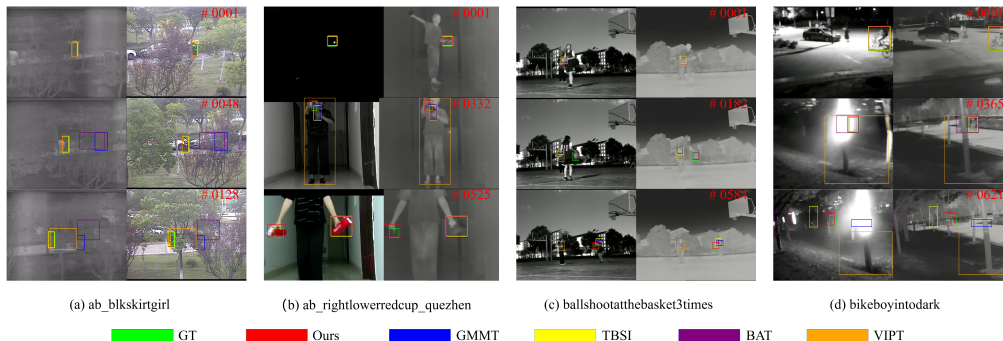 # 0001
# 0048
# 0128
# 0001
# 0332
# 0525
# 0001
# 0182
# 0584
# 0365
# 0621
(a) ab_blkskirtgirl
(b) ab_rightlowerredcup_quezhen
(c) ballshootatthebasket3times
(d) bikeboyintodark
GT
Ours
GMMT
TBSI
BAT
VIPT